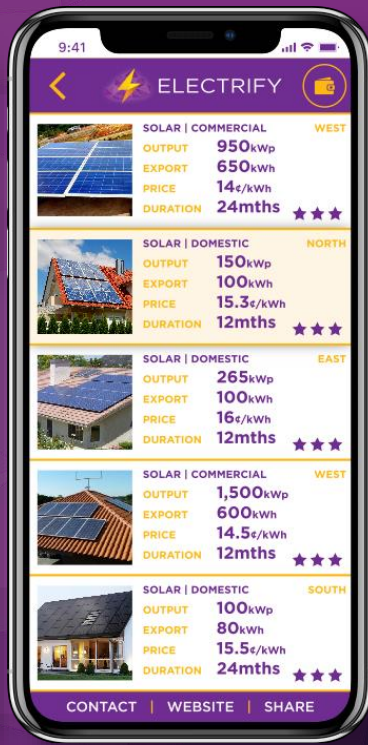 9:41
ELECTRIFY
SOLAR | COMMERCIAL WEST
OUTPUT 950kWp
EXPORT 650kWh
PRICE 14¢/kWh
DURATION 24mths
SOLAR | DOMESTIC NORTH
OUTPUT 150kWp
EXPORT 100kWh
PRICE 15.3¢/kWh
DURATION 12mths
SOLAR | DOMESTIC EAST
OUTPUT 265kWp
EXPORT 100kWh
PRICE 16¢/kWh
DURATION 12mths
SOLAR | COMMERCIAL WEST
OUTPUT 1,500kWp
EXPORT 600kWh
PRICE 14.5¢/kWh
DURATION 12mths
SOLAR | DOMESTIC SOUTH
OUTPUT 100kWp
EXPORT 80kWh
PRICE 15.5¢/kWh
DURATION 24mths
CONTACT | WEBSITE | SHARE